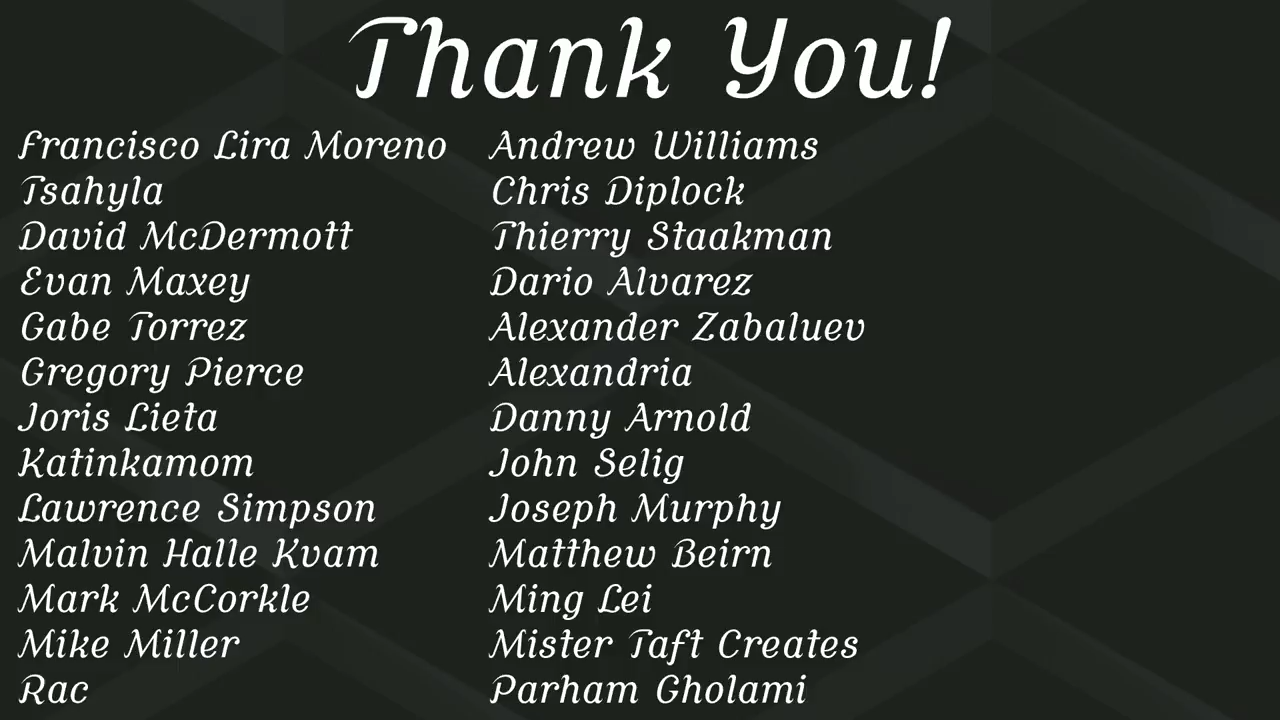 Thank You!
Francisco Lira Moreno
Tsahyla
David McDermott
Evan Maxey
Gabe Torrez
Gregory Pierce
Joris Lieta
Katinkamom
Lawrence Simpson
Malvin Halle Kvam
Mark McCorkle
Mike Miller
Rac
Andrew Williams
Chris Diplock
Thierry Staakman
Dario Alvarez
Alexander Zabaluev
Alexandria
Danny Arnold
John Selig
Joseph Murphy
Matthew Beirn
Ming Lei
Mister Taft Creates
Parham Gholami